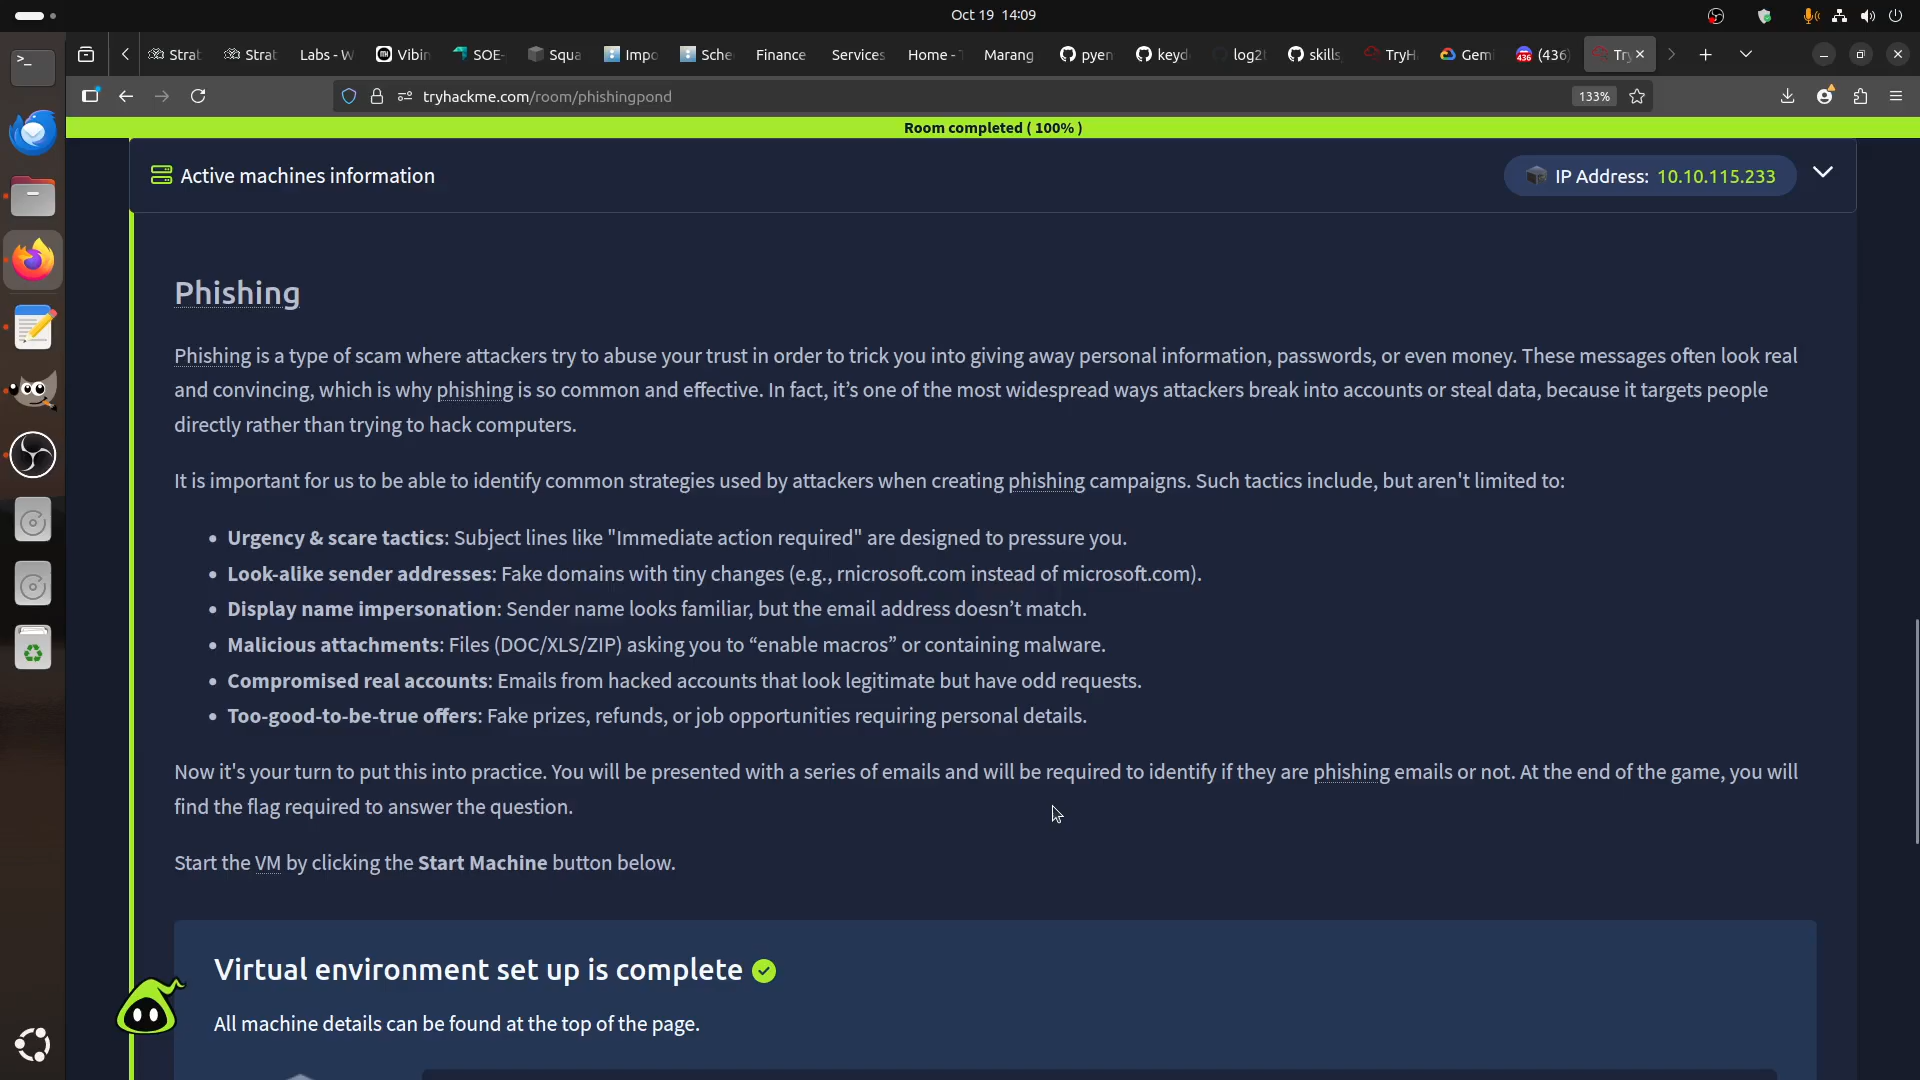 Oct 19 14:09
Strat
Strat
Labs - W
Vibin
SOE-
Squa
Impo
Sche
Finance
Services
Home -
Marang
pyen
keyd
log2
skills
TryH
Gemi
(436)
Try
tryhackme.com/room/phishingpond
133%
Room completed ( 100% )
Active machines information
IP Address: 10.10.115.233
Phishing
Phishing is a type of scam where attackers try to abuse your trust in order to trick you into giving away personal information, passwords, or even money. These messages often look real
and convincing, which is why phishing is so common and effective. In fact, it’s one of the most widespread ways attackers break into accounts or steal data, because it targets people
directly rather than trying to hack computers.
It is important for us to be able to identify common strategies used by attackers when creating phishing campaigns. Such tactics include, but aren't limited to:
• Urgency & scare tactics: Subject lines like "Immediate action required" are designed to pressure you.
• Look-alike sender addresses: Fake domains with tiny changes (e.g., rnicrosoft.com instead of microsoft.com).
• Display name impersonation: Sender name looks familiar, but the email address doesn’t match.
• Malicious attachments: Files (DOC/XLS/ZIP) asking you to “enable macros” or containing malware.
• Compromised real accounts: Emails from hacked accounts that look legitimate but have odd requests.
• Too-good-to-be-true offers: Fake prizes, refunds, or job opportunities requiring personal details.
Now it's your turn to put this into practice. You will be presented with a series of emails and will be required to identify if they are phishing emails or not. At the end of the game, you will
find the flag required to answer the question.
Start the VM by clicking the Start Machine button below.
Virtual environment set up is complete
All machine details can be found at the top of the page.